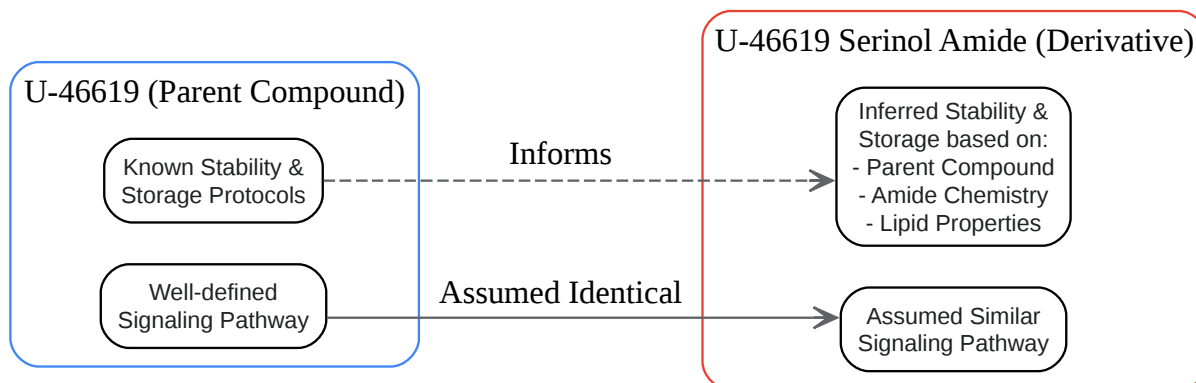 U-46619 Serinol Amide (Derivative)
U-46619 (Parent Compound)
Known Stability &
Storage Protocols
Informs
Inferred Stability &
Storage based on:
- Parent Compound
- Amide Chemistry
- Lipid Properties
Well-defined
Signaling Pathway
Assumed Identical
Assumed Similar
Signaling Pathway